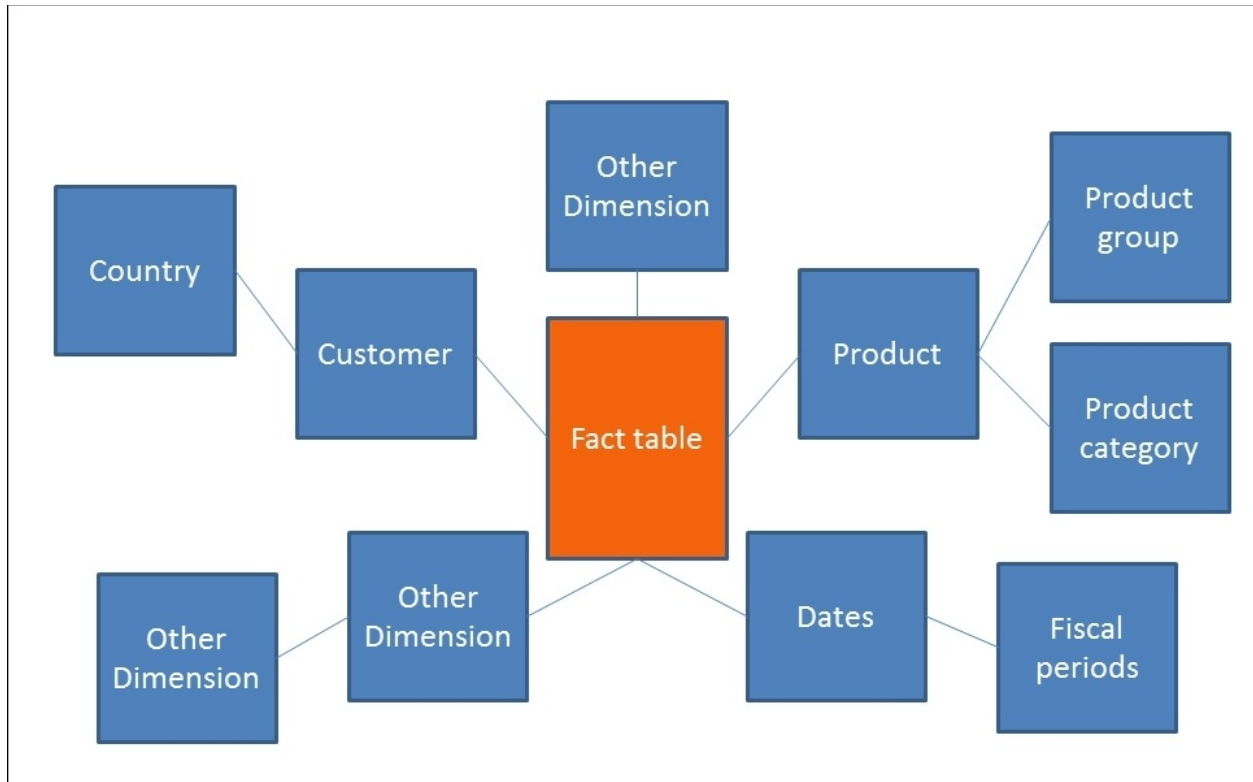 Other
Dimension
Product
group
Country
Customer
Product
Fact table
Product
category
Other
Dimension
Other
Dimension
Dates
Fiscal
periods